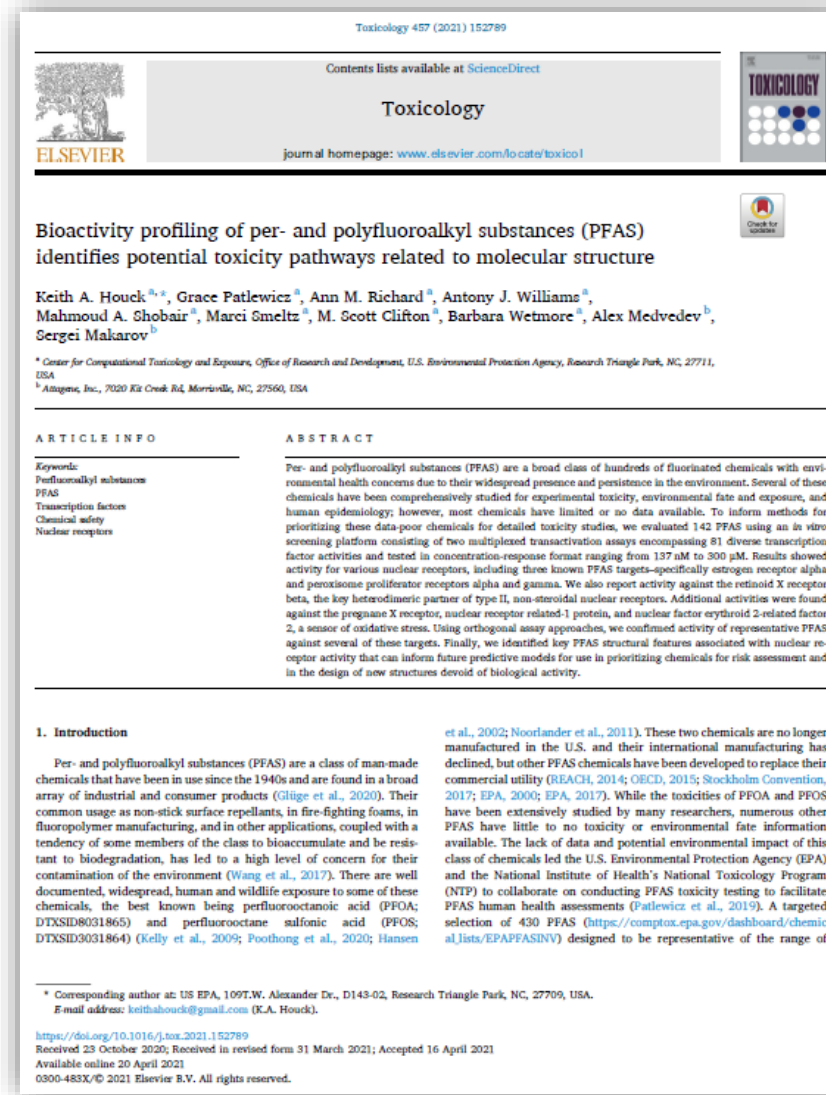 Toxicology 457 (2021) 152789
Contents lists available at ScienceDirect
Toxicology
journal homepage: www.elsevier.com/locate/toxicol
ELSEVIER
TOXICOLOGY
Check for
updates
Bioactivity profiling of per- and polyfluoroalkyl substances (PFAS)
identifies potential toxicity pathways related to molecular structure
Keith A. Houck a,*, Grace Patlewicz a, Ann M. Richard a, Antony J. Williams a,
Mahmoud A. Shobair a, Marci Smeltz a, M. Scott Clifton a, Barbara Wetmore a, Alex Medvedev b,
Sergei Makarov b
a Center for Computational Toxicology and Exposure, Office of Research and Development, U.S. Environmental Protection Agency, Research Triangle Park, NC, 27711,
USA
b Attagene, Inc., 7020 Kit Creek Rd, Morrisville, NC, 27560, USA
ARTICLE INFO
Keywords:
Perfluoroalkyl substances
PFAS
Transcription factors
Chemical safety
Nuclear receptors
ABSTRACT
Per- and polyfluoroalkyl substances (PFAS) are a broad class of hundreds of fluorinated chemicals with envi-
ronmental health concerns due to their widespread presence and persistence in the environment. Several of these
chemicals have been comprehensively studied for experimental toxicity, environmental fate and exposure, and
human epidemiology; however, most chemicals have limited or no data available. To inform methods for
prioritizing these data-poor chemicals for detailed toxicity studies, we evaluated 142 PFAS using an in vitro
screening platform consisting of two multiplexed transactivation assays encompassing 81 diverse transcription
factor activities and tested in concentration-response format ranging from 137 nM to 300 μM. Results showed
activity for various nuclear receptors, including three known PFAS targets–specifically estrogen receptor alpha
and peroxisome proliferator receptors alpha and gamma. We also report activity against the retinoid X receptor
beta, the key heterodimeric partner of type II, non-steroidal nuclear receptors. Additional activities were found
against the pregnane X receptor, nuclear receptor related-1 protein, and nuclear factor erythroid 2-related factor
2, a sensor of oxidative stress. Using orthogonal assay approaches, we confirmed activity of representative PFAS
against several of these targets. Finally, we identified key PFAS structural features associated with nuclear re-
ceptor activity that can inform future predictive models for use in prioritizing chemicals for risk assessment and
in the design of new structures devoid of biological activity.
1. Introduction
Per- and polyfluoroalkyl substances (PFAS) are a class of man-made
chemicals that have been in use since the 1940s and are found in a broad
array of industrial and consumer products (Glüge et al., 2020). Their
common usage as non-stick surface repellants, in fire-fighting foams, in
fluoropolymer manufacturing, and in other applications, coupled with a
tendency of some members of the class to bioaccumulate and be resis-
tant to biodegradation, has led to a high level of concern for their
contamination of the environment (Wang et al., 2017). There are well
documented, widespread, human and wildlife exposure to some of these
chemicals, the best known being perfluorooctanoic acid (PFOA;
DTXSID8031865) and perfluorooctane sulfonic acid (PFOS;
DTXSID3031864) (Kelly et al., 2009; Poothong et al., 2020; Hansen
et al., 2002; Noorlander et al., 2011). These two chemicals are no longer
manufactured in the U.S. and their international manufacturing has
declined, but other PFAS chemicals have been developed to replace their
commercial utility (REACH, 2014; OECD, 2015; Stockholm Convention,
2017; EPA, 2000; EPA, 2017). While the toxicities of PFOA and PFOS
have been extensively studied by many researchers, numerous other
PFAS have little to no toxicity or environmental fate information
available. The lack of data and potential environmental impact of this
class of chemicals led the U.S. Environmental Protection Agency (EPA)
and the National Institute of Health's National Toxicology Program
(NTP) to collaborate on conducting PFAS toxicity testing to facilitate
PFAS human health assessments (Patlewicz et al., 2019). A targeted
selection of 430 PFAS (https://comptox.epa.gov/dashboard/chemic
al_lists/EPAPFASINV) designed to be representative of the range of
* Corresponding author at: US EPA, 109T.W. Alexander Dr., D143-02, Research Triangle Park, NC, 27709, USA.
E-mail address: keithahouck@gmail.com (K.A. Houck).
https://doi.org/10.1016/j.tox.2021.152789
Received 23 October 2020; Received in revised form 31 March 2021; Accepted 16 April 2021
Available online 20 April 2021
0300-483X/© 2021 Elsevier B.V. All rights reserved.